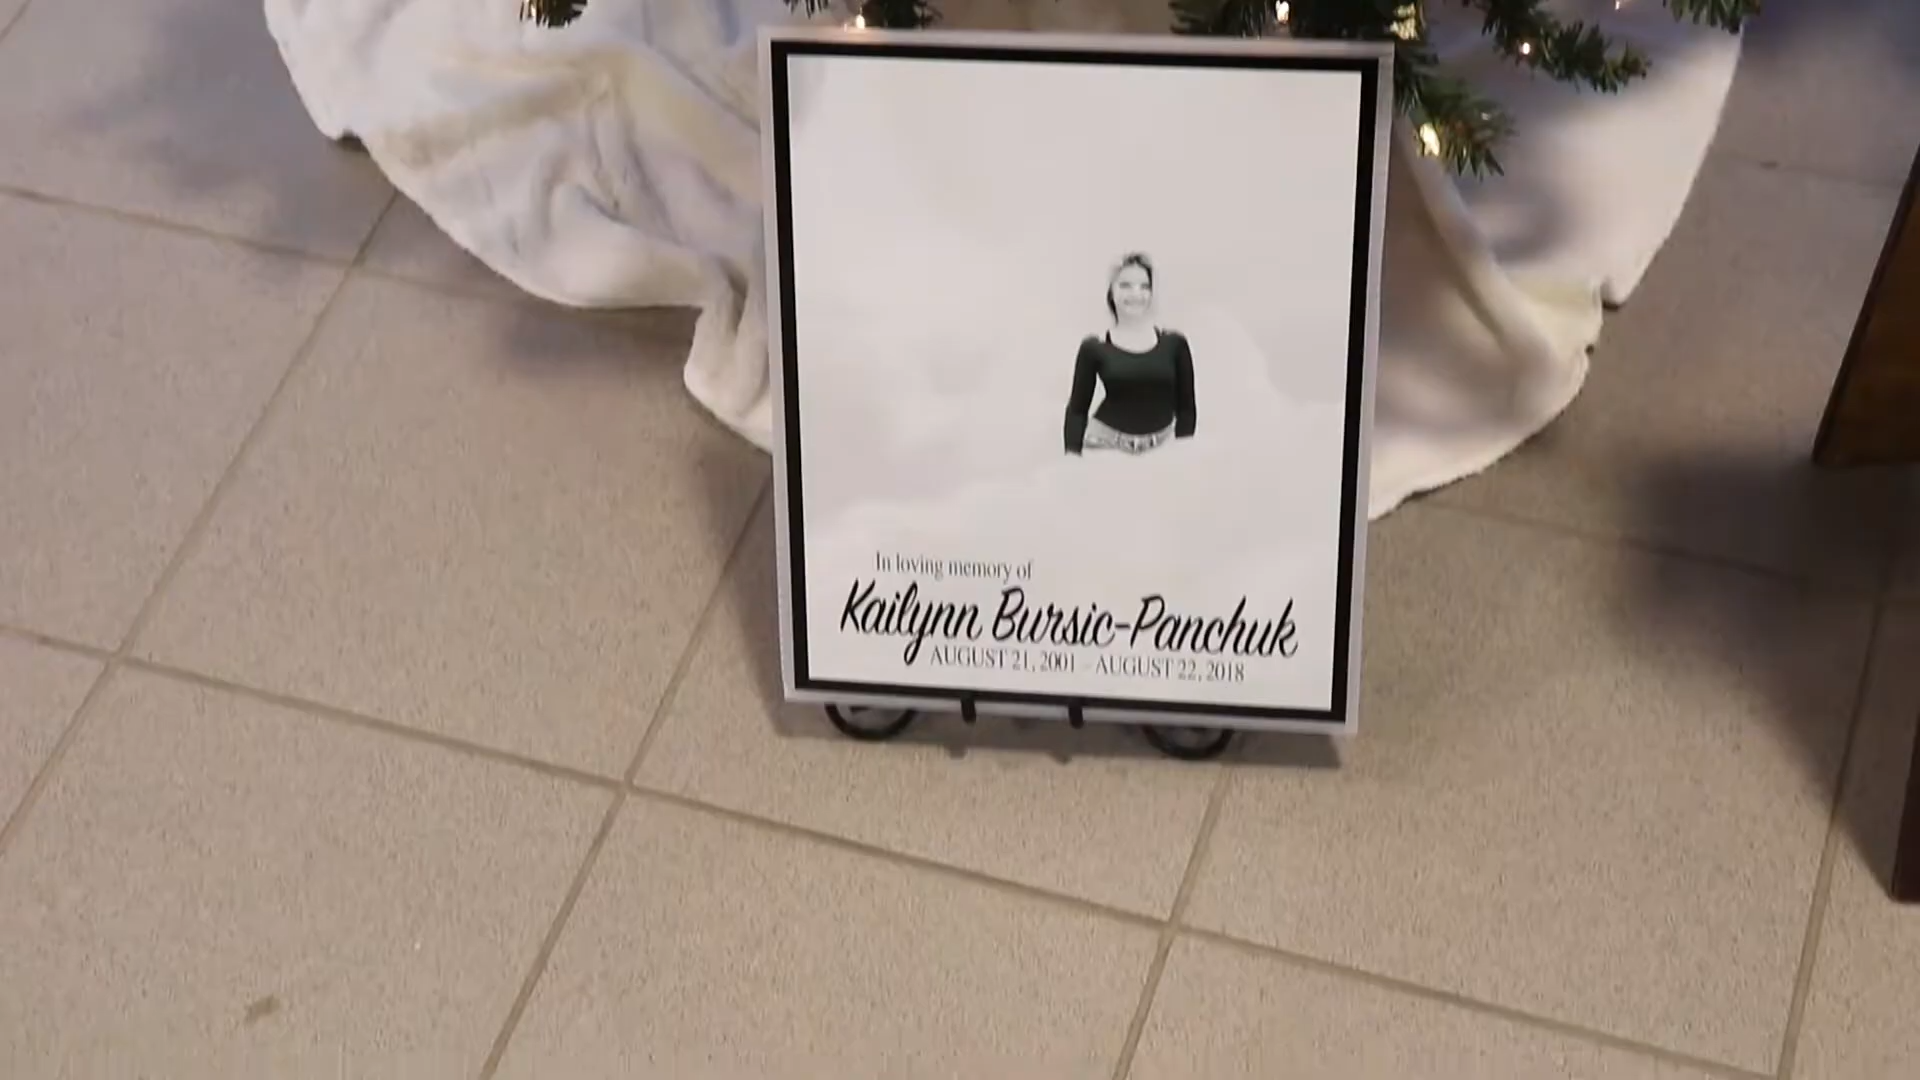 In loving memory of
Kailynn Bursic-Panchuk
AUGUST 21, 2001 - AUGUST 22, 2018